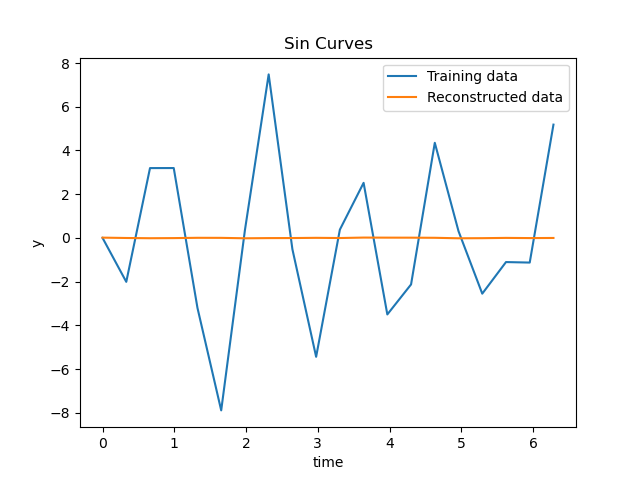 Sin Curves
Training data
Reconstructed data
8
6
4
2
0
−2
−4
−6
−8
y
0 1 2 3 4 5 6
time